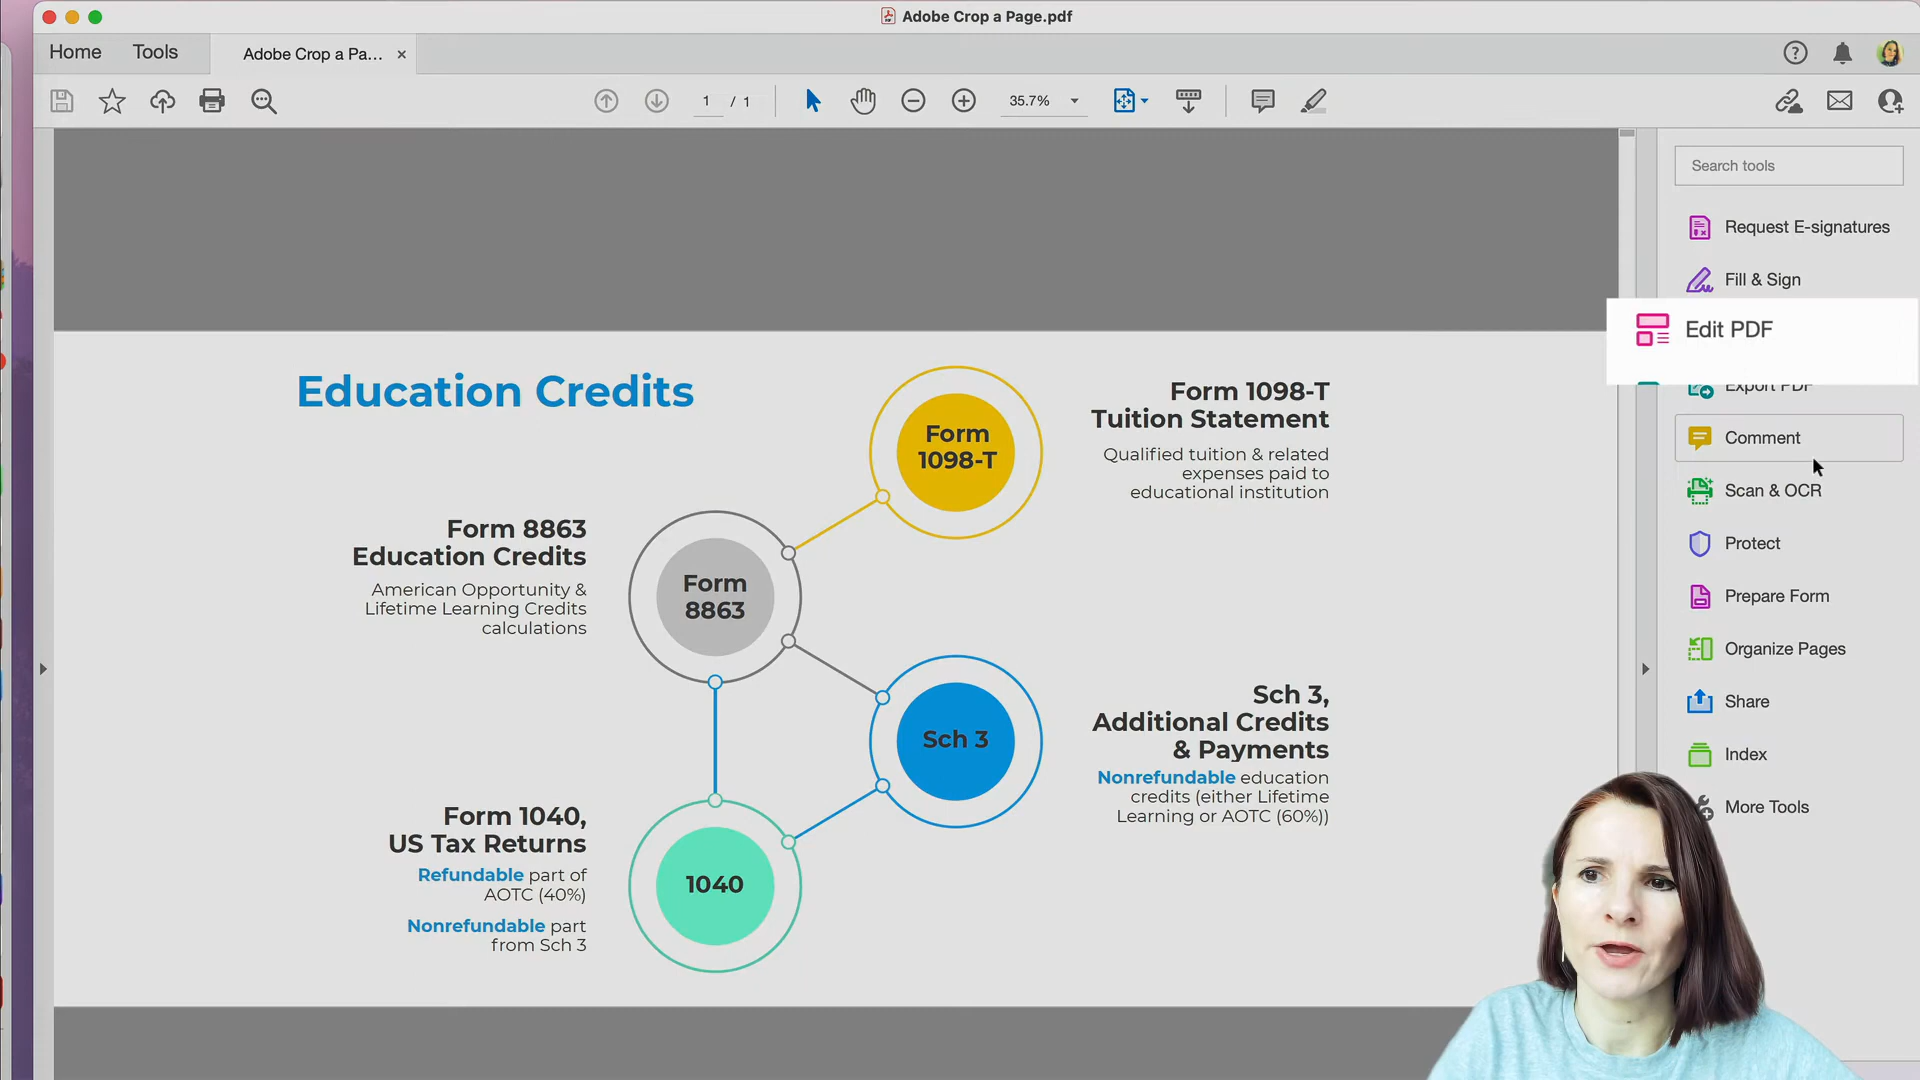 Adobe Crop a Page.pdf
Home
Tools
Adobe Crop a Pa...
1 / 1
35.7%
Search tools
Request E-signatures
Fill & Sign
Edit PDF
Export PDF
Comment
Scan & OCR
Protect
Prepare Form
Organize Pages
Share
Index
More Tools
Education Credits
Form
1098-T
Form 1098-T
Tuition Statement
Qualified tuition & related
expenses paid to
educational institution
Form 8863
Education Credits
American Opportunity &
Lifetime Learning Credits
calculations
Form
8863
Sch 3
Sch 3,
Additional Credits
& Payments
Nonrefundable education
credits (either Lifetime
Learning or AOTC (60%))
Form 1040,
US Tax Returns
Refundable part of
AOTC (40%)
Nonrefundable part
from Sch 3
1040